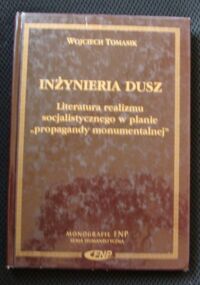 WOJCIECH TOMASIK
INŻYNIERIA DUSZ
Literatura realizmu
socjalistycznego w planie
„propagandy monumentalnej”
MONOGRAFIE FNP
SERIA HUMANISTYCZNA
FNP